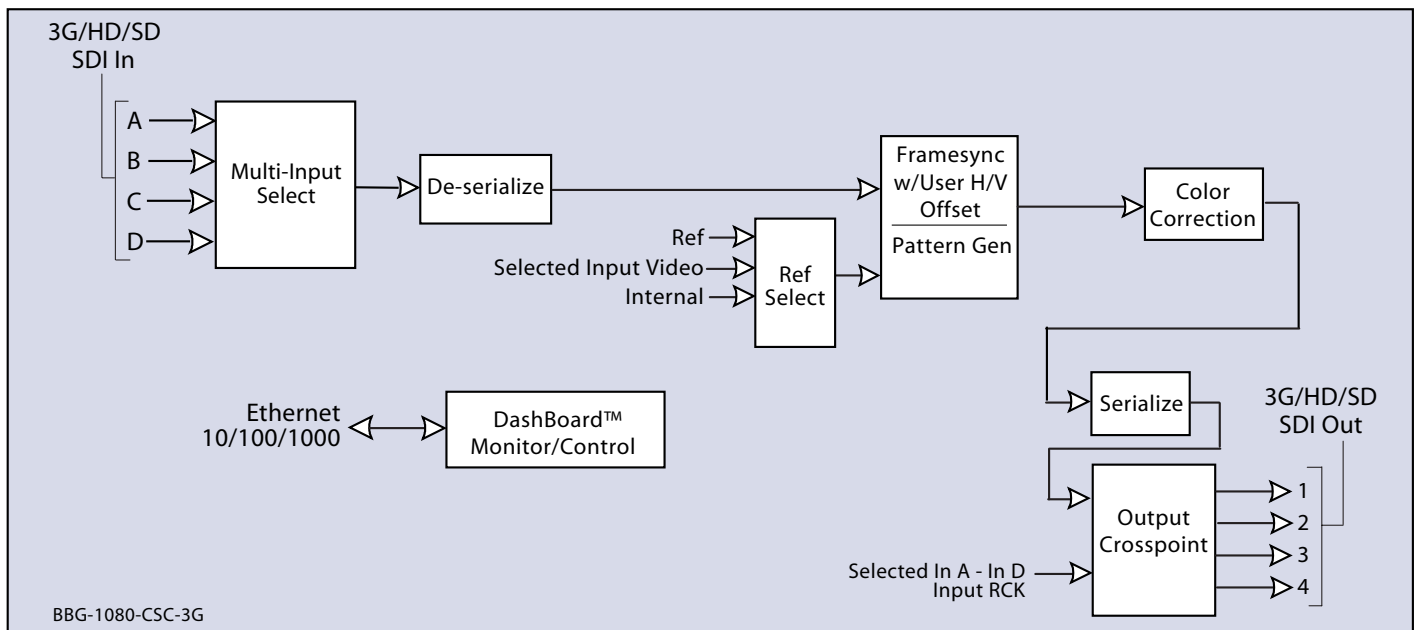 3G/HD/SD
SDI In
A
B
C
D
Multi-Input
Select
De-serialize
Ref
Selected Input Video
Internal
Ref
Select
Framesync
w/User H/V
Offset
Pattern Gen
Color
Correction
Ethernet
10/100/1000
DashBoard™
Monitor/Control
Serialize
3G/HD/SD
SDI Out
Selected In A - In D
Input RCK
Output
Crosspoint
1
2
3
4
BBG-1080-CSC-3G